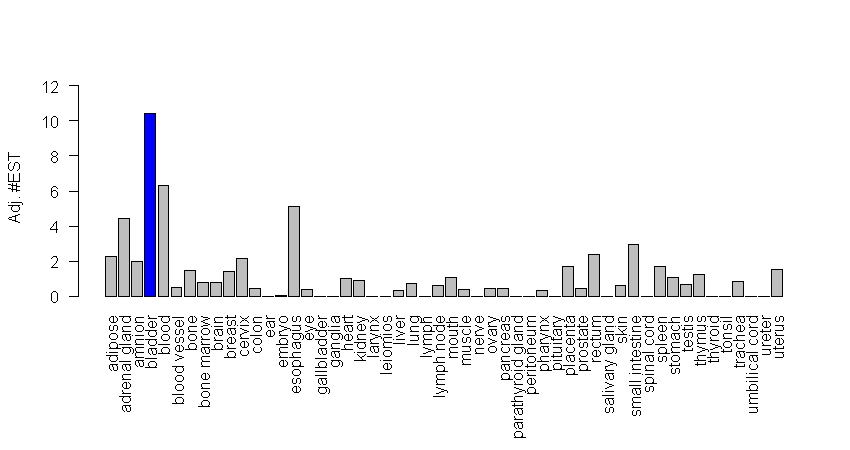 12
10
8
6
4
2
0
Adj. #EST
adipose
adrenal gland
amnion
bladder
blood
blood vessel
bone
bone marrow
brain
breast
cervix
colon
ear
embryo
esophagus
eye
gallbladder
ganglia
heart
kidney
larynx
leiomios
liver
lung
lymph
lymph node
mouth
muscle
nerve
ovary
pancreas
parathyroid gland
peritoneum
pharynx
pituitary
placenta
prostate
rectum
salivary gland
skin
small intestine
spinal cord
spleen
stomach
testis
thymus
thyroid
tonsil
trachea
umbilical cord
ureter
uterus